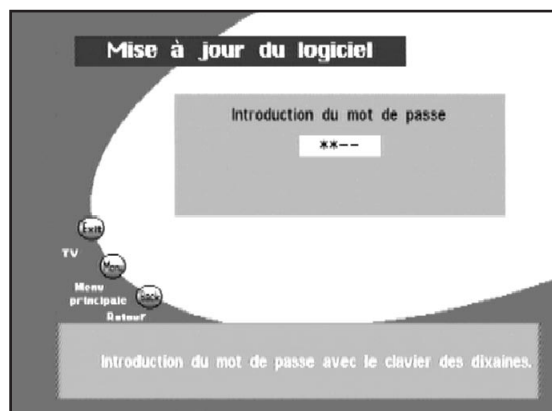 Mise à jour du logiciel
Introduction du mot de passe
**--
Exit
TV
Menu
Menu
principale
Back
Retour
Introduction du mot de passe avec le clavier des dixaines.